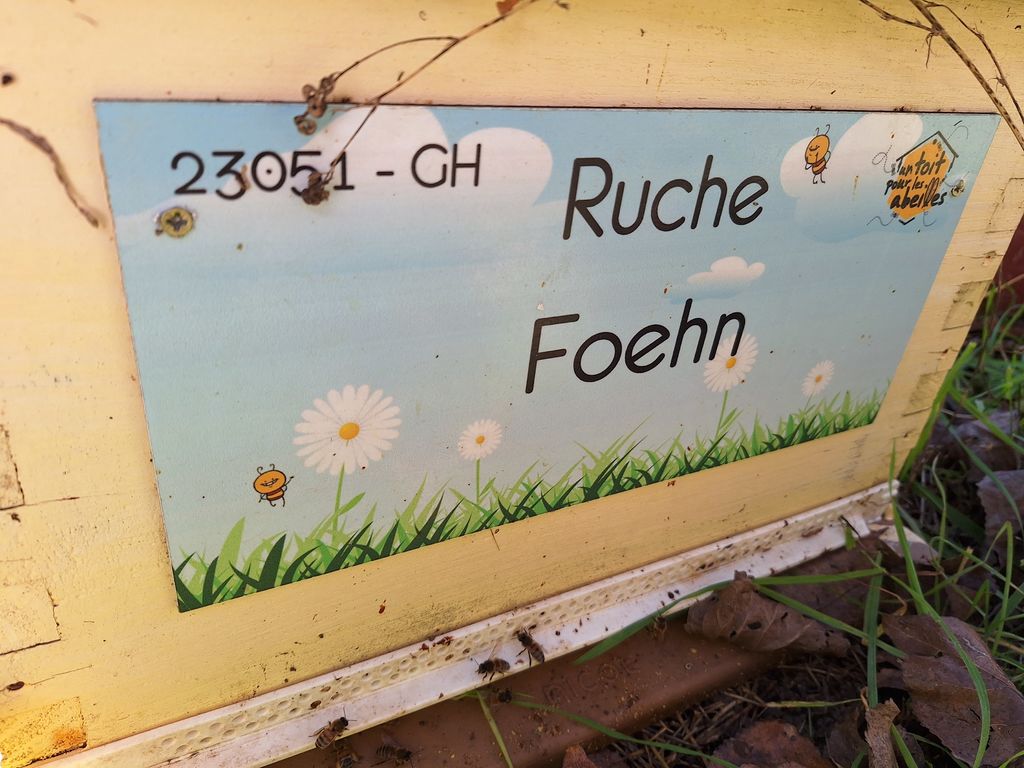 23051 - GH
Ruche
Foehn
Un toit
pour les
abeilles